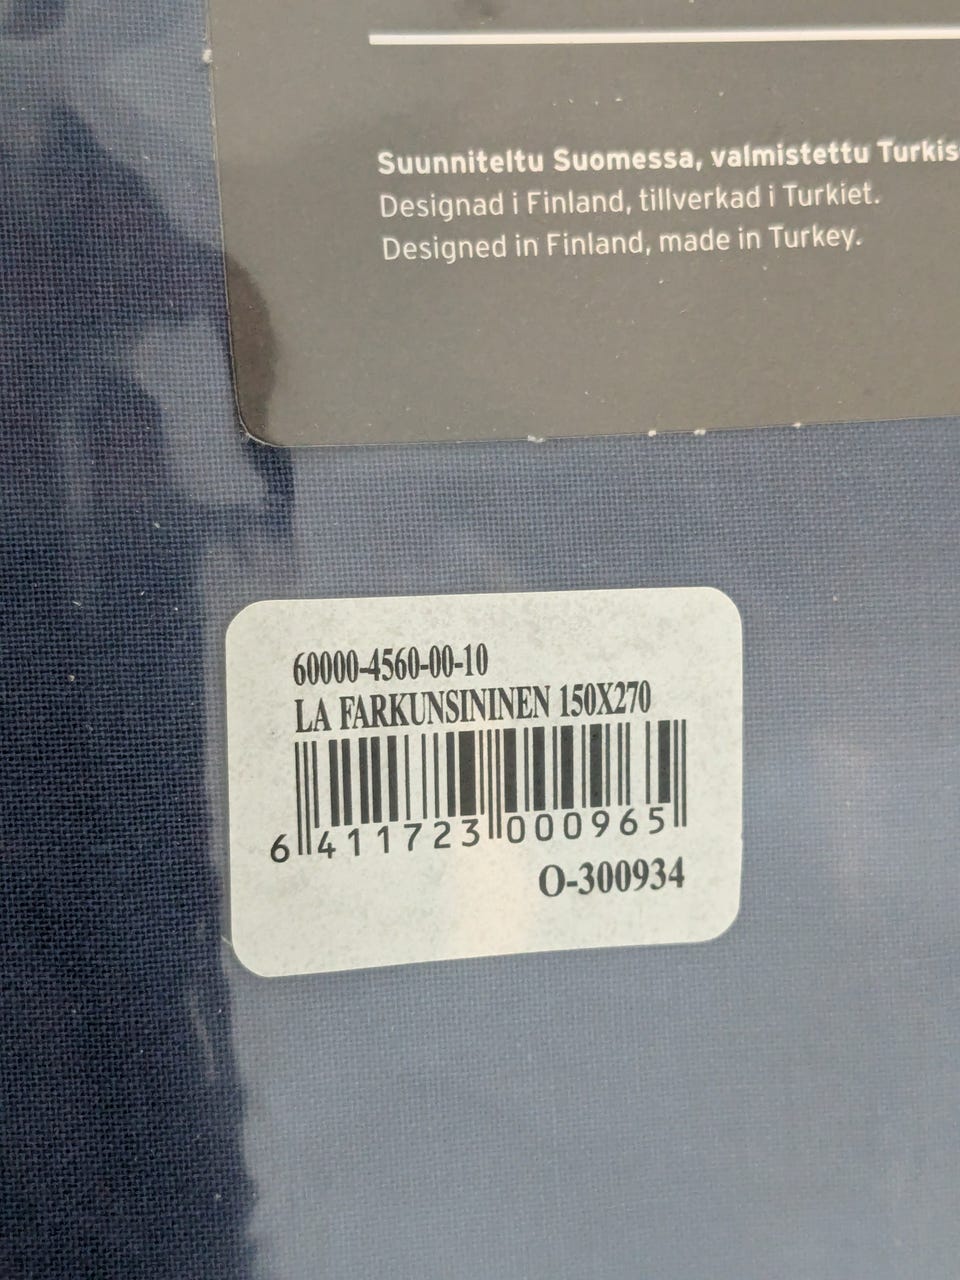 Suunniteltu Suomessa, valmistettu
Designad i Finland, tillverkad i Turkiet.
Designed in Finland, made in Turkey.
60000-4560-00-10
LA FARKUNSININEN 150X270
6 411723 000965
O-300934